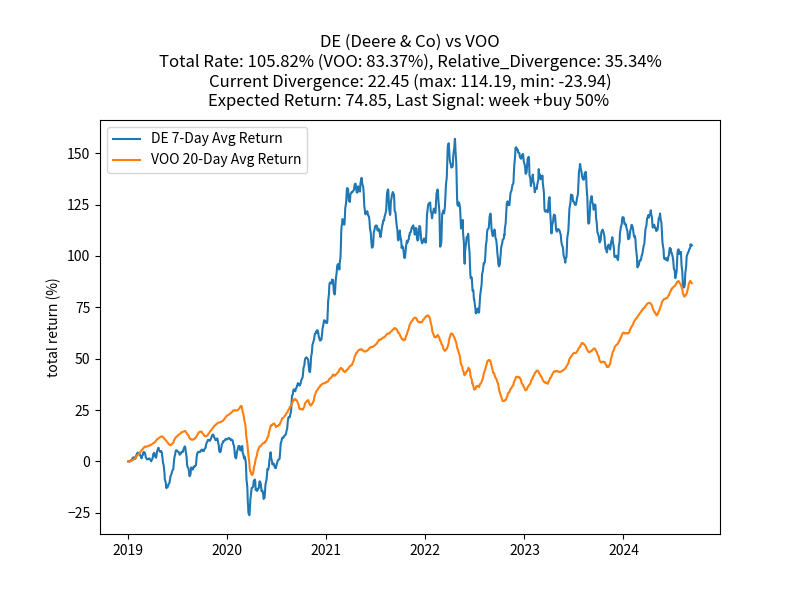 DE (Deere & Co) vs VOO
Total Rate: 105.82% (VOO: 83.37%), Relative_Divergence: 35.34%
Current Divergence: 22.45 (max: 114.19, min: -23.94)
Expected Return: 74.85, Last Signal: week +buy 50%
DE 7-Day Avg Return
VOO 20-Day Avg Return
total return (%)
150
125
100
75
50
25
0
−25
2019 2020 2021 2022 2023 2024